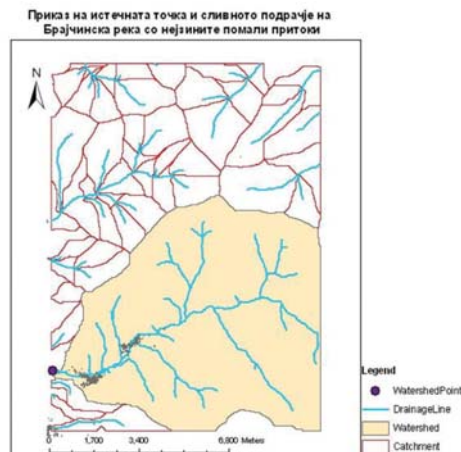 Приказ на истечната точка и сливното подрачје на
Брајчинска река со нејзините помали притоки
N
Legend
WatershedPoint
DrainageLine
Watershed
Catchment
0 1,700 3,400 6,800 Meters